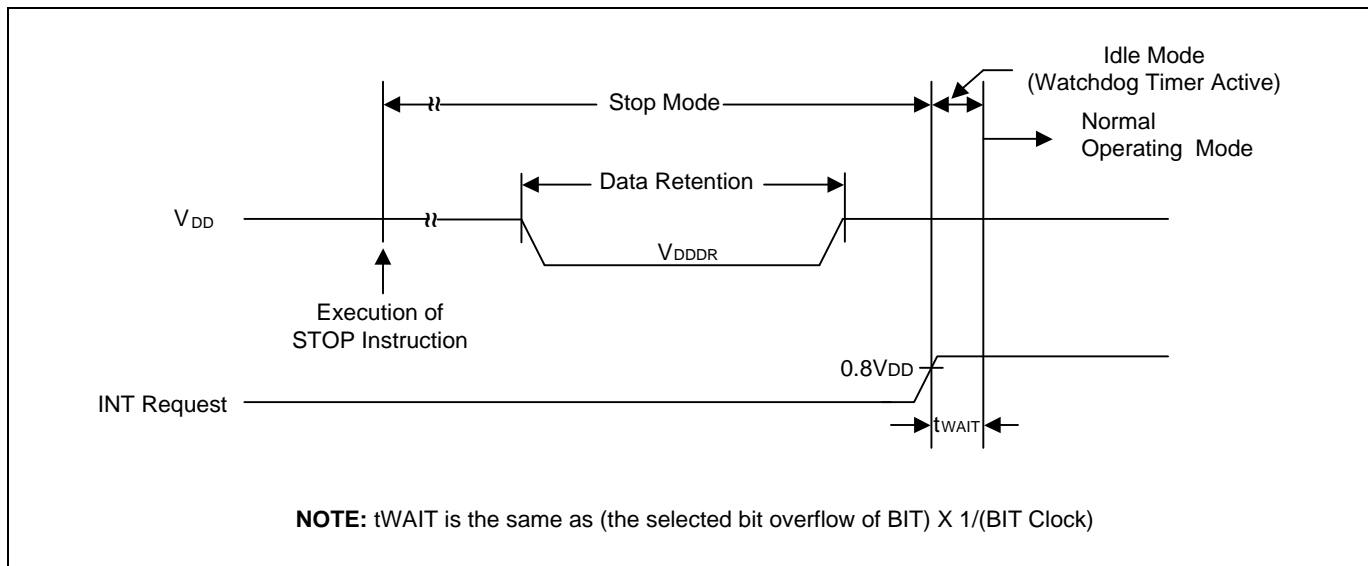 Idle Mode
(Watchdog Timer Active)
Stop Mode
Normal
Operating Mode
Data Retention
VDD
VDDDR
Execution of
STOP Instruction
0.8VDD
INT Request
tWAIT
NOTE: tWAIT is the same as (the selected bit overflow of BIT) X 1/(BIT Clock)